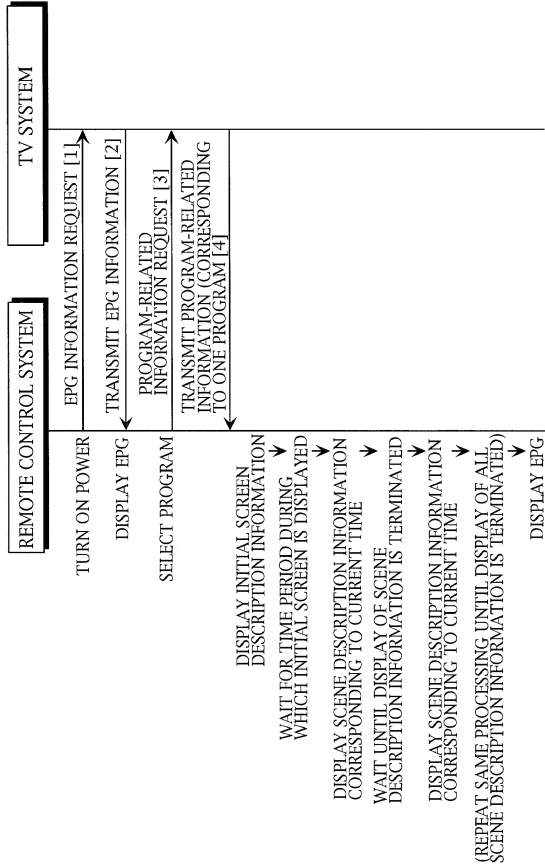 REMOTE CONTROL SYSTEM
TV SYSTEM
TURN ON POWER
EPG INFORMATION REQUEST [1]
TRANSMIT EPG INFORMATION [2]
DISPLAY EPG
SELECT PROGRAM
PROGRAM-RELATED
INFORMATION REQUEST [3]
TRANSMIT PROGRAM-RELATED
INFORMATION (CORRESPONDING
TO ONE PROGRAM [4]
DISPLAY INITIAL SCREEN
DESCRIPTION INFORMATION
WAIT FOR TIME PERIOD DURING
WHICH INITIAL SCREEN IS DISPLAYED
DISPLAY SCENE DESCRIPTION INFORMATION
CORRESPONDING TO CURRENT TIME
WAIT UNTIL DISPLAY OF SCENE
DESCRIPTION INFORMATION IS TERMINATED
DISPLAY SCENE DESCRIPTION INFORMATION
CORRESPONDING TO CURRENT TIME
(REPEAT SAME PROCESSING UNTIL DISPLAY OF ALL
SCENE DESCRIPTION INFORMATION IS TERMINATED)
DISPLAY EPG